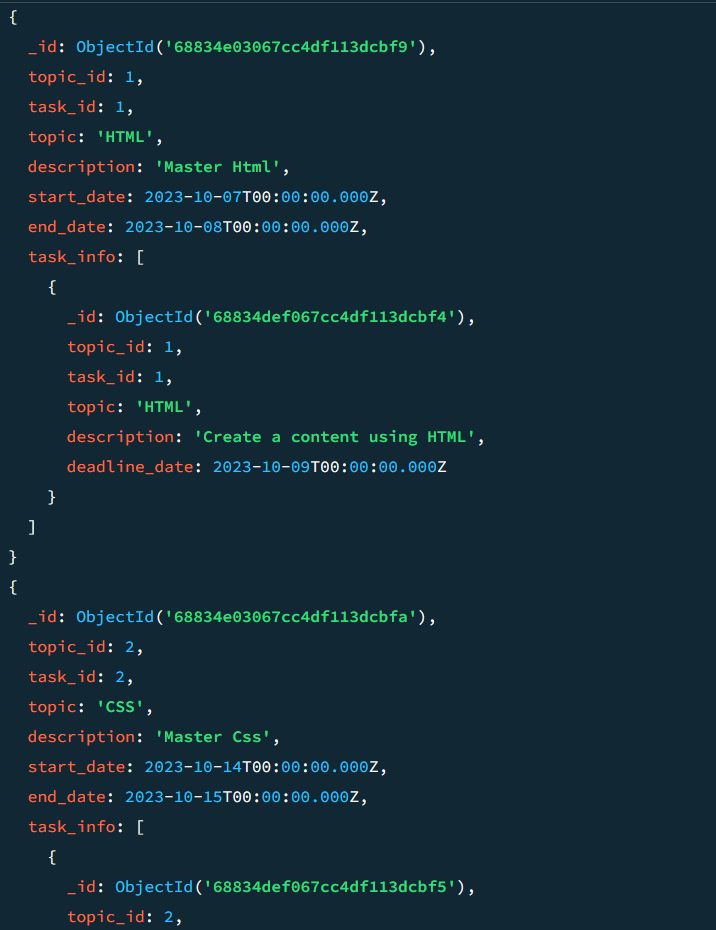 {
  _id: ObjectId('68834e03067cc4df113dcbf9'),
  topic_id: 1,
  task_id: 1,
  topic: 'HTML',
  description: 'Master Html',
  start_date: 2023-10-07T00:00:00.000Z,
  end_date: 2023-10-08T00:00:00.000Z,
  task_info: [
    {
      _id: ObjectId('68834def067cc4df113dcbf4'),
      topic_id: 1,
      task_id: 1,
      topic: 'HTML',
      description: 'Create a content using HTML',
      deadline_date: 2023-10-09T00:00:00.000Z
    }
  ]
}
{
  _id: ObjectId('68834e03067cc4df113dcbfa'),
  topic_id: 2,
  task_id: 2,
  topic: 'CSS',
  description: 'Master Css',
  start_date: 2023-10-14T00:00:00.000Z,
  end_date: 2023-10-15T00:00:00.000Z,
  task_info: [
    {
      _id: ObjectId('68834def067cc4df113dcbf5'),
      topic_id: 2,